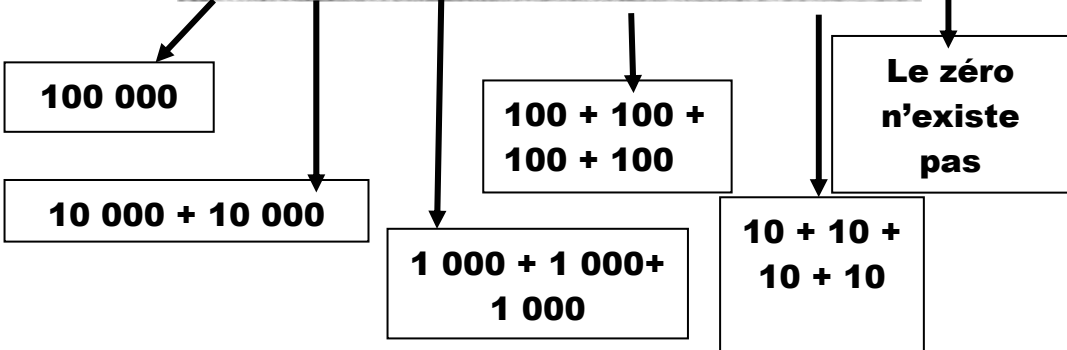 100 000
10 000 + 10 000
1 000 + 1 000+
1 000
100 + 100 +
100 + 100
10 + 10 +
10 + 10
Le zéro
n'existe
pas